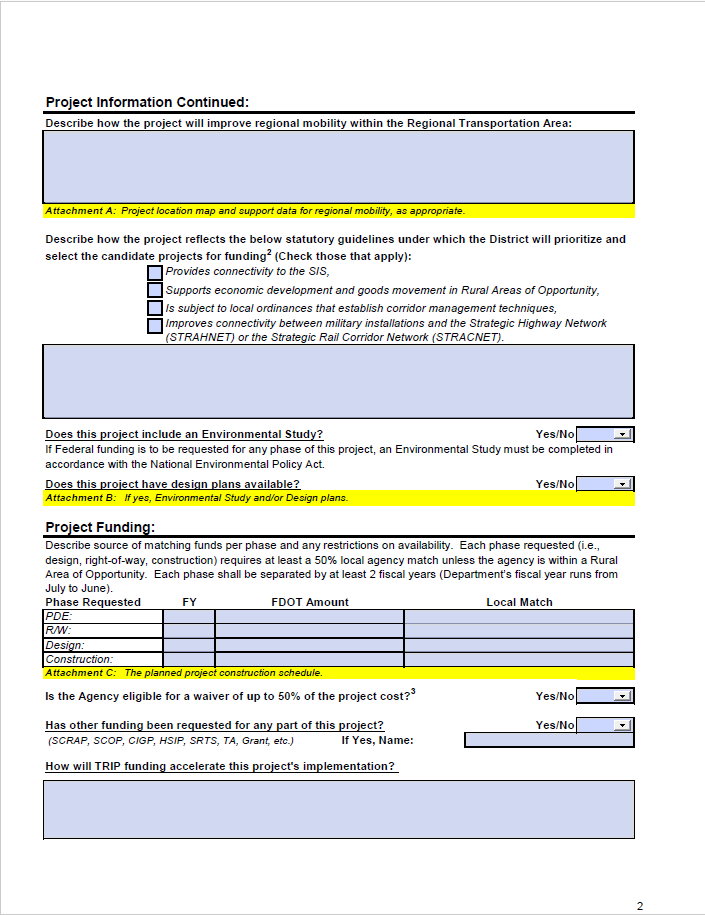 Project Information Continued:
Describe how the project will improve regional mobility within the Regional Transportation Area:
Attachment A:  Project location map and support data for regional mobility, as appropriate.
Describe how the project reflects the below statutory guidelines under which the District will prioritize and
select the candidate projects for funding² (Check those that apply):
Provides connectivity to the SIS,
Supports economic development and goods movement in Rural Areas of Opportunity,
Is subject to local ordinances that establish corridor management techniques,
Improves connectivity between military installations and the Strategic Highway Network
(STRAHNET) or the Strategic Rail Corridor Network (STRACNET).
Does this project include an Environmental Study? Yes/No
If Federal funding is to be requested for any phase of this project, an Environmental Study must be completed in
accordance with the National Environmental Policy Act.
Does this project have design plans available? Yes/No
Attachment B:   If yes, Environmental Study and/or Design plans.
Project Funding:
Describe source of matching funds per phase and any restrictions on availability.  Each phase requested (i.e.,
design, right-of-way, construction) requires at least a 50% local agency match unless the agency is within a Rural
Area of Opportunity.  Each phase shall be separated by at least 2 fiscal years (Department's fiscal year runs from
July to June).
Phase Requested FY FDOT Amount Local Match
PDE:
R/W:
Design:
Construction:
Attachment C:   The planned project construction schedule.
Is the Agency eligible for a waiver of up to 50% of the project cost?³ Yes/No
Has other funding been requested for any part of this project? Yes/No
(SCRAP, SCOP, CIGP, HSIP, SRTS, TA, Grant, etc.) If Yes, Name:
How will TRIP funding accelerate this project's implementation?
2